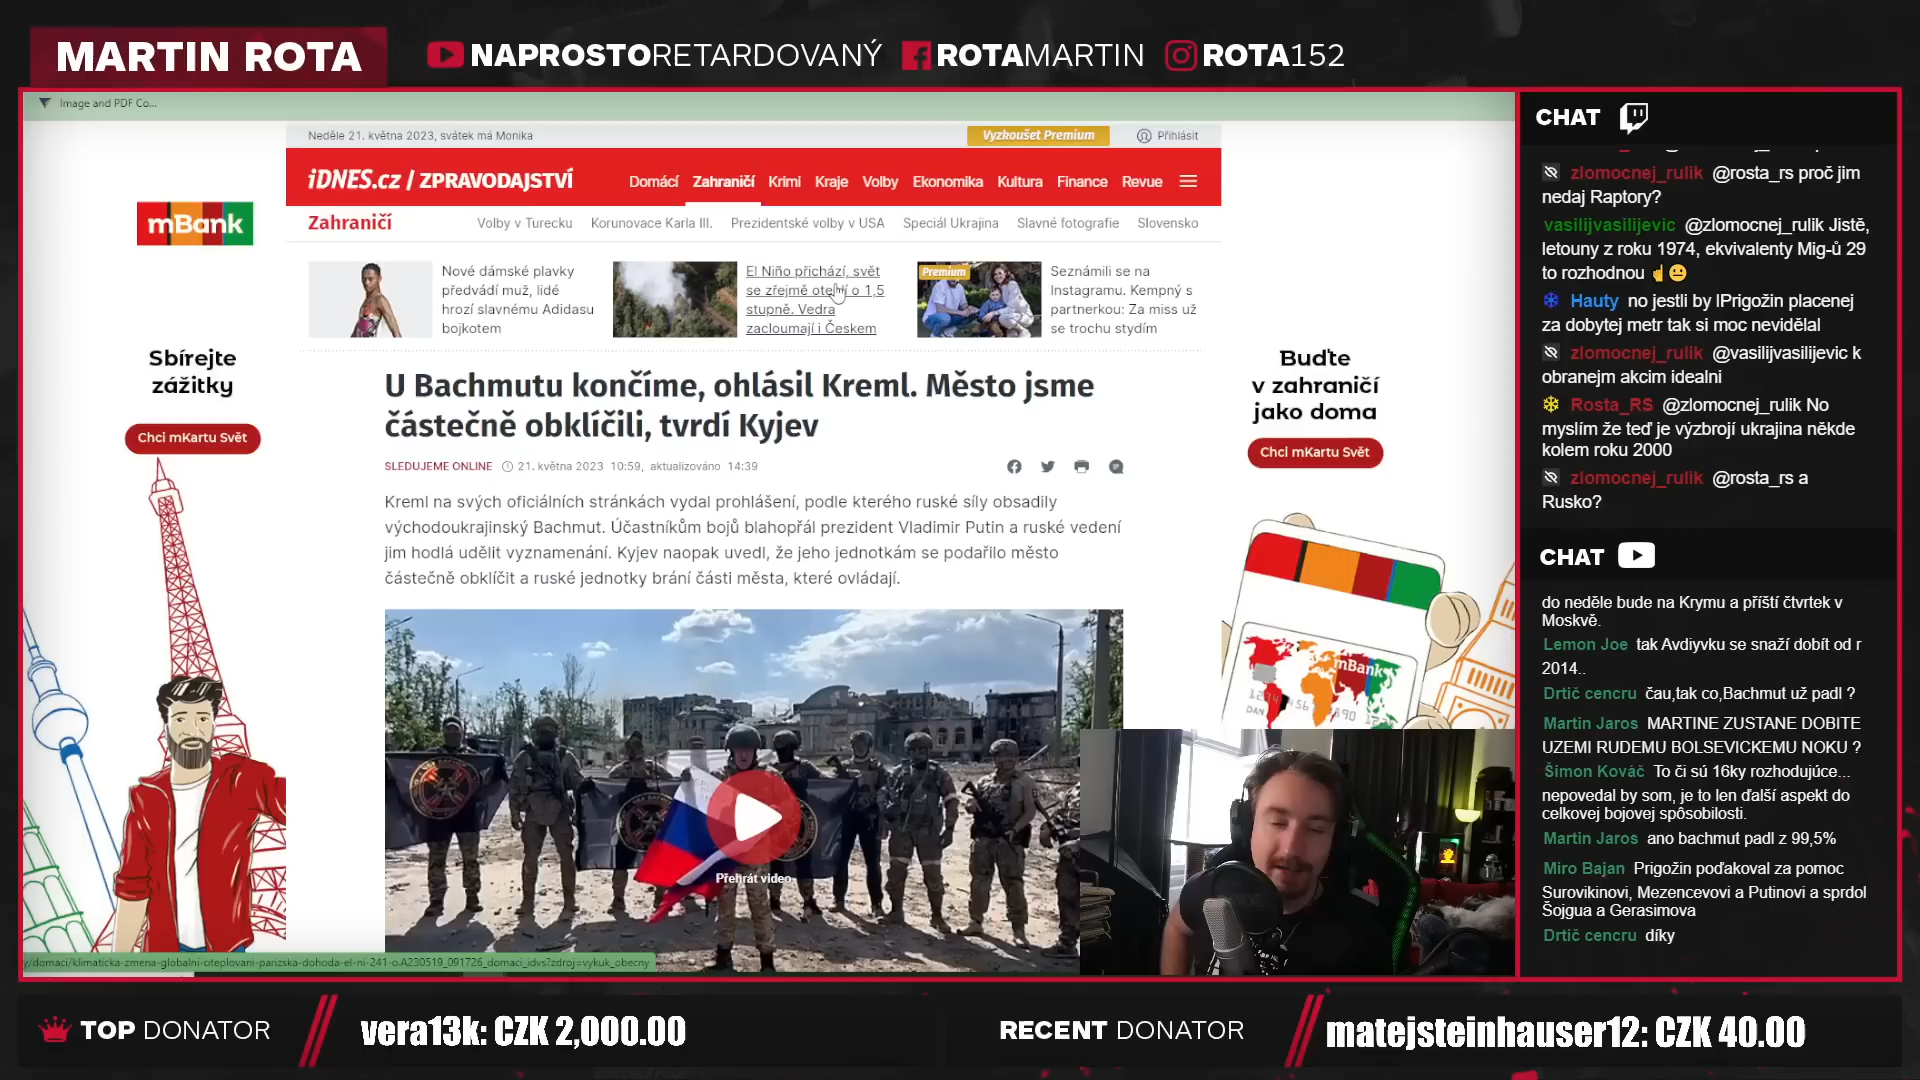 MARTIN ROTA
NAPROSTORETARDOVANÝ
ROTAMARTIN
ROTA152
Image and PDF Co...
Neděle 21. května 2023, svátek má Monika
Vyzkoušet Premium
Přihlásit
iDNES.cz / ZPRAVODAJSTVÍ
Domácí Zahraničí Krimi Kraje Volby Ekonomika Kultura Finance Revue
Zahraničí
Volby v Turecku Korunovace Karla III. Prezidentské volby v USA Speciál Ukrajina Slavné fotografie Slovensko
Nové dámské plavky
předvádí muž, lidé
hrozí slavnému Adidasu
bojkotem
El Niño přichází, svět
se zřejmě oteplí o 1,5
stupně. Vedra
zacloumají i Českem
Premium
Seznámili se na
Instagramu. Kempný s
partnerkou: Za miss už
se trochu stydím
mBank
Sbírejte
zážitky
Chci mKartu Svět
Buďte
v zahraničí
jako doma
Chci mKartu Svět
mBank
U Bachmutu končíme, ohlásil Kreml. Město jsme
částečně obklíčili, tvrdí Kyjev
SLEDUJEME ONLINE 21. května 2023 10:59, aktualizováno 14:39
Kreml na svých oficiálních stránkách vydal prohlášení, podle kterého ruské síly obsadily
východoukrajinský Bachmut. Účastníkům bojů blahopřál prezident Vladimir Putin a ruské vedení
jim hodlá udělit vyznamenání. Kyjev naopak uvedl, že jeho jednotkám se podařilo město
částečně obklíčit a ruské jednotky brání části města, které ovládají.
Přehrát video
y/domaci/klimaticka-zmena-globalni-oteplovani-parizska-dohoda-el-ni-241-o.A230519_091726_domaci_idvs?zdroj=vykuk_obecny
CHAT
zlomocnej_rulik @rosta_rs proč jim
nedaj Raptory?
vasilijvasilijevic @zlomocnej_rulik Jistě,
letouny z roku 1974, ekvivalenty Mig-ů 29
to rozhodnou ☝😐
Hauty no jestli by lPrigožin placenej
za dobytej metr tak si moc nevidělal
zlomocnej_rulik @vasilijvasilijevic k
obranejm akcim idealni
Rosta_RS @zlomocnej_rulik No
myslím že teď je výzbrojí ukrajina někde
kolem roku 2000
zlomocnej_rulik @rosta_rs a
Rusko?
CHAT
do neděle bude na Krymu a příští čtvrtek v
Moskvě.
Lemon Joe tak Avdiyvku se snaží dobít od r
2014..
Drtič cencru čau,tak co,Bachmut už padl ?
Martin Jaros MARTINE ZUSTANE DOBITE
UZEMI RUDEMU BOLSEVICKEMU NOKU ?
Šimon Kováč To či sú 16ky rozhodujúce...
nepovedal by som, je to len ďalší aspekt do
celkovej bojovej spôsobilosti.
Martin Jaros ano bachmut padl z 99,5%
Miro Bajan Prigožin poďakoval za pomoc
Surovikinovi, Mezencevovi a Putinovi a sprdol
Šojgua a Gerasimova
Drtič cencru díky
TOP DONATOR
vera13k: CZK 2,000.00
RECENT DONATOR
matejsteinhauser12: CZK 40.00